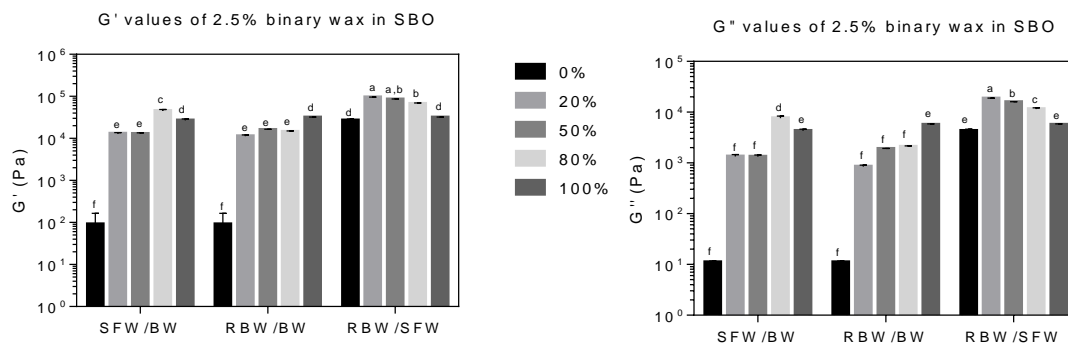 G' values of 2.5% binary wax in SBO
G' (Pa)
10^6
10^5
10^4
10^3
10^2
10^1
10^0
f e e c d
f e e e d
d a a,b b d
SFW/BW RBW/BW RBW/SFW
0%
20%
50%
80%
100%
G" values of 2.5% binary wax in SBO
G'' (Pa)
10^5
10^4
10^3
10^2
10^1
10^0
f f f d e
f f f f e
e a b c e
SFW/BW RBW/BW RBW/SFW